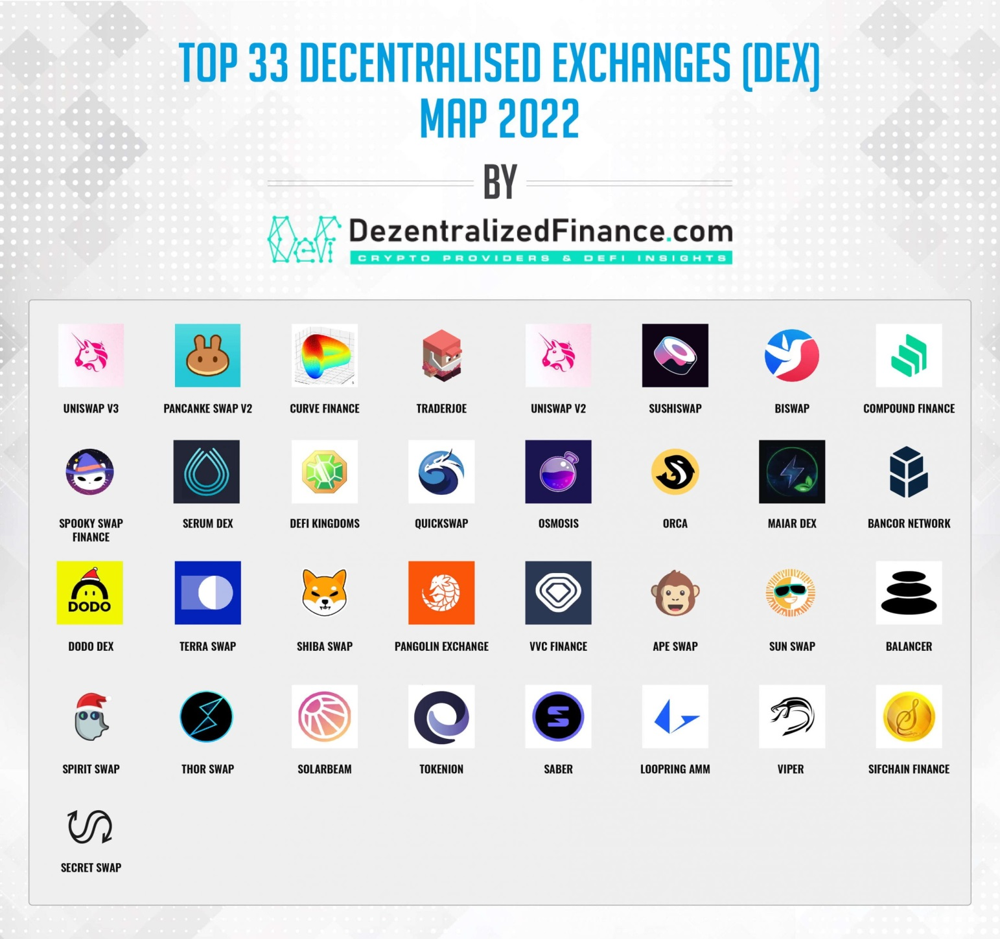 TOP 33 DECENTRALISED EXCHANGES (DEX)
MAP 2022
BY
DeFi DezentralizedFinance.com
CRYPTO PROVIDERS & DEFI INSIGHTS
UNISWAP V3
PANCANKE SWAP V2
CURVE FINANCE
TRADERJOE
UNISWAP V2
SUSHISWAP
BISWAP
COMPOUND FINANCE
SPOOKY SWAP
FINANCE
SERUM DEX
DEFI KINGDOMS
QUICKSWAP
OSMOSIS
ORCA
MAIAR DEX
BANCOR NETWORK
DODO
DODO DEX
TERRA SWAP
SHIBA SWAP
PANGOLIN EXCHANGE
VVC FINANCE
APE SWAP
SUN SWAP
BALANCER
SPIRIT SWAP
THOR SWAP
SOLARBEAM
TOKENION
SABER
LOOPRING AMM
VIPER
SIFCHAIN FINANCE
SECRET SWAP